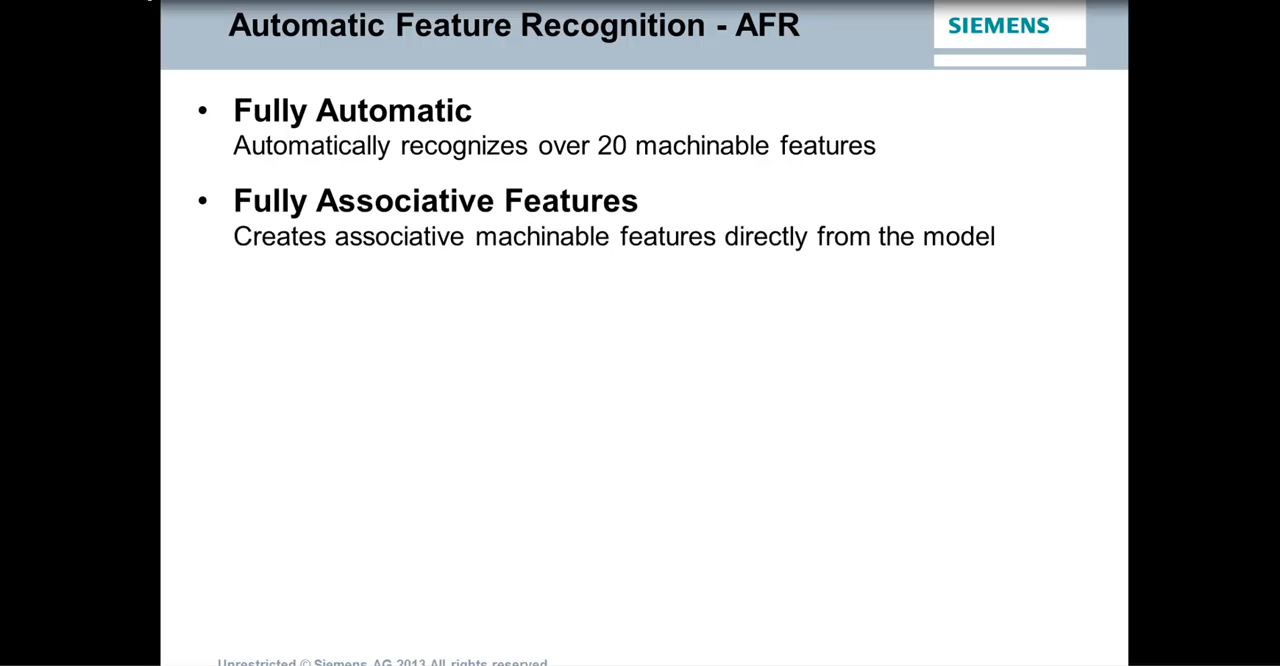 Automatic Feature Recognition - AFR
SIEMENS
• Fully Automatic
Automatically recognizes over 20 machinable features
• Fully Associative Features
Creates associative machinable features directly from the model
Unrestricted © Siemens AG 2013 All rights reserved.